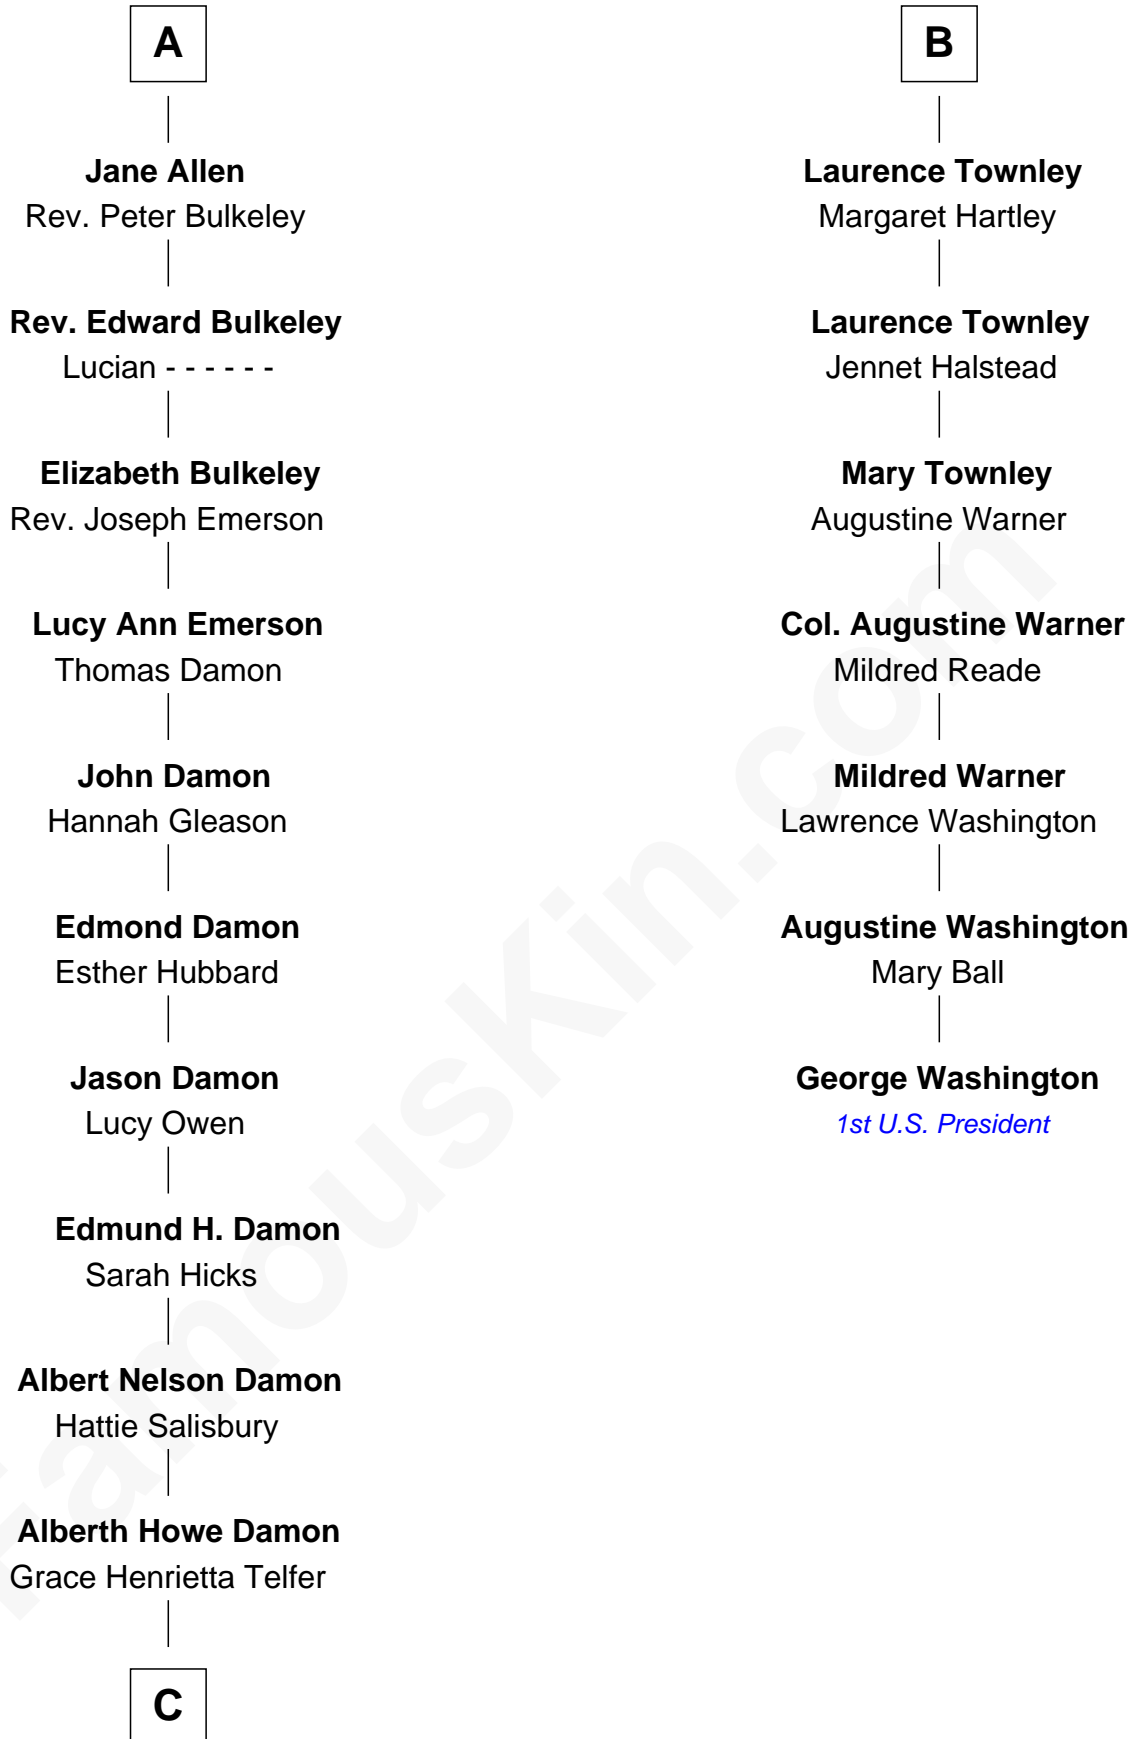 A
Jane Allen
Rev. Peter Bulkeley
Rev. Edward Bulkeley
Lucian - - - - - -
Elizabeth Bulkeley
Rev. Joseph Emerson
Lucy Ann Emerson
Thomas Damon
John Damon
Hannah Gleason
Edmond Damon
Esther Hubbard
Jason Damon
Lucy Owen
Edmund H. Damon
Sarah Hicks
Albert Nelson Damon
Hattie Salisbury
Alberth Howe Damon
Grace Henrietta Telfer
C
B
Laurence Townley
Margaret Hartley
Laurence Townley
Jennet Halstead
Mary Townley
Augustine Warner
Col. Augustine Warner
Mildred Reade
Mildred Warner
Lawrence Washington
Augustine Washington
Mary Ball
George Washington
1st U.S. President
FamousKin.com